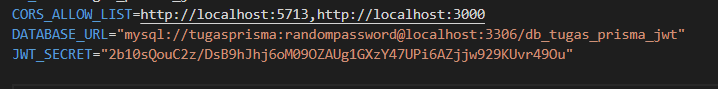 CORS_ALLOW_LIST=http://localhost:5713,http://localhost:3000
DATABASE_URL="mysql://tugasprisma:randompassword@localhost:3306/db_tugas_prisma_jwt"
JWT_SECRET="2b10sQouC2z/DsB9hJhj6oM09OZAUg1GXzY47UPi6AZjjw929KUvr49Ou"